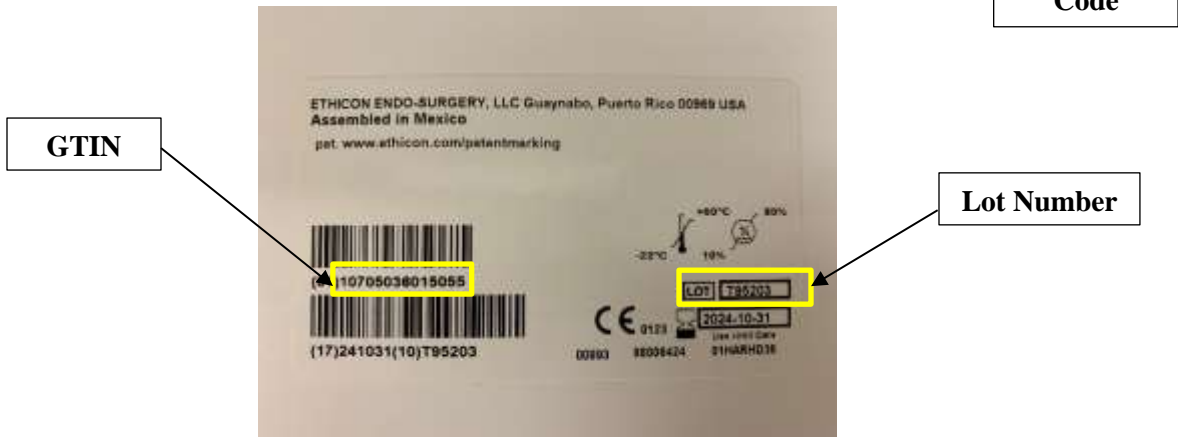 Code
ETHICON ENDO-SURGERY, LLC Guaynabo, Puerto Rico 00969 USA
Assembled in Mexico
pat. www.ethicon.com/patentmarking
GTIN
Lot Number
+60°C 80%
-22°C 10%
10705036015055
LOT T95203
CE 0123 2024-10-31
Use Until Date
(17)241031(10)T95203
01HARHD36